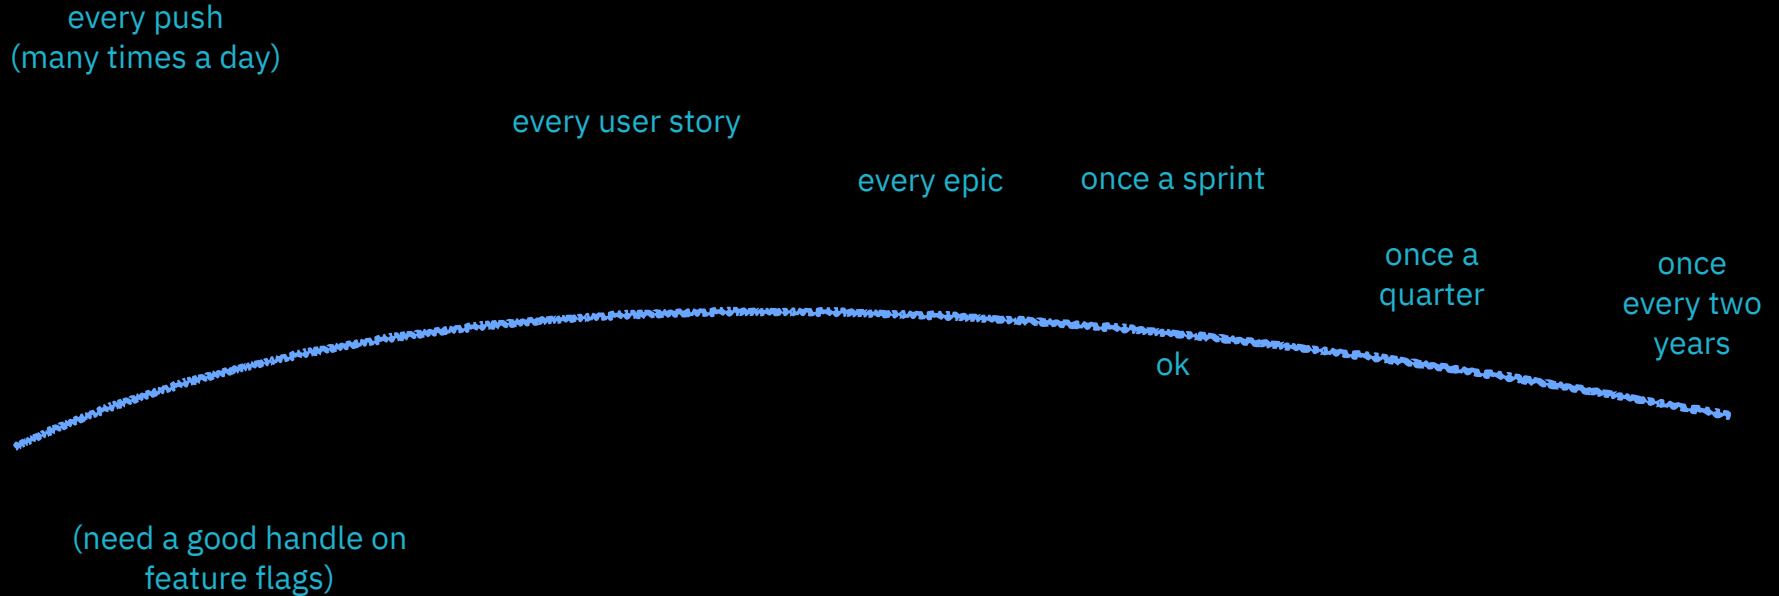 every push
(many times a day)
every user story
every epic
once a sprint
once a
quarter
once
every two
years
ok
(need a good handle on
feature flags)